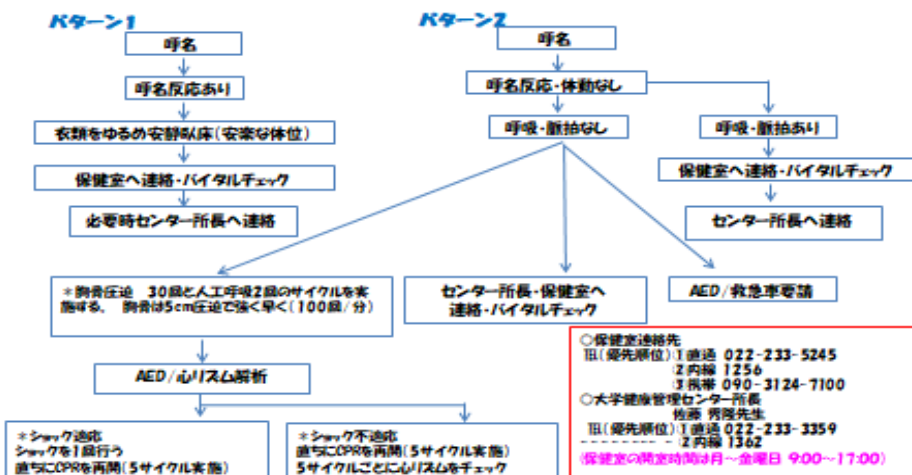 パターン1
呼名
呼名反応あり
衣類をゆるめ安静臥床(安楽な体位)
保健室へ連絡・バイタルチェック
必要時センター所長へ連絡
パターン2
呼名
呼名反応・体動なし
呼吸・脈拍なし
呼吸・脈拍あり
保健室へ連絡・バイタルチェック
センター所長へ連絡
*胸骨圧迫 30回と人工呼吸2回のサイクルを実
施する。 胸骨は5cm圧迫で強く早く(100回/分)
センター所長・保健室へ
連絡・バイタルチェック
AED/救急車要請
AED/心リズム解析
*ショック適応
ショックを1回行う
直ちにCPRを再開(5サイクル実施)
*ショック不適応
直ちにCPRを再開(5サイクル実施)
5サイクルごとに心リズムをチェック
○保健室連絡先
TEL(優先順位)①直通 022-233-5245
②内線 1256
③携帯 090-3124-7100
○大学健康管理センター所長
佐藤 秀隆先生
TEL(優先順位)①直通 022-233-3359
②内線 1362
(保健室の開室時間は月~金曜日 9:00~17:00)